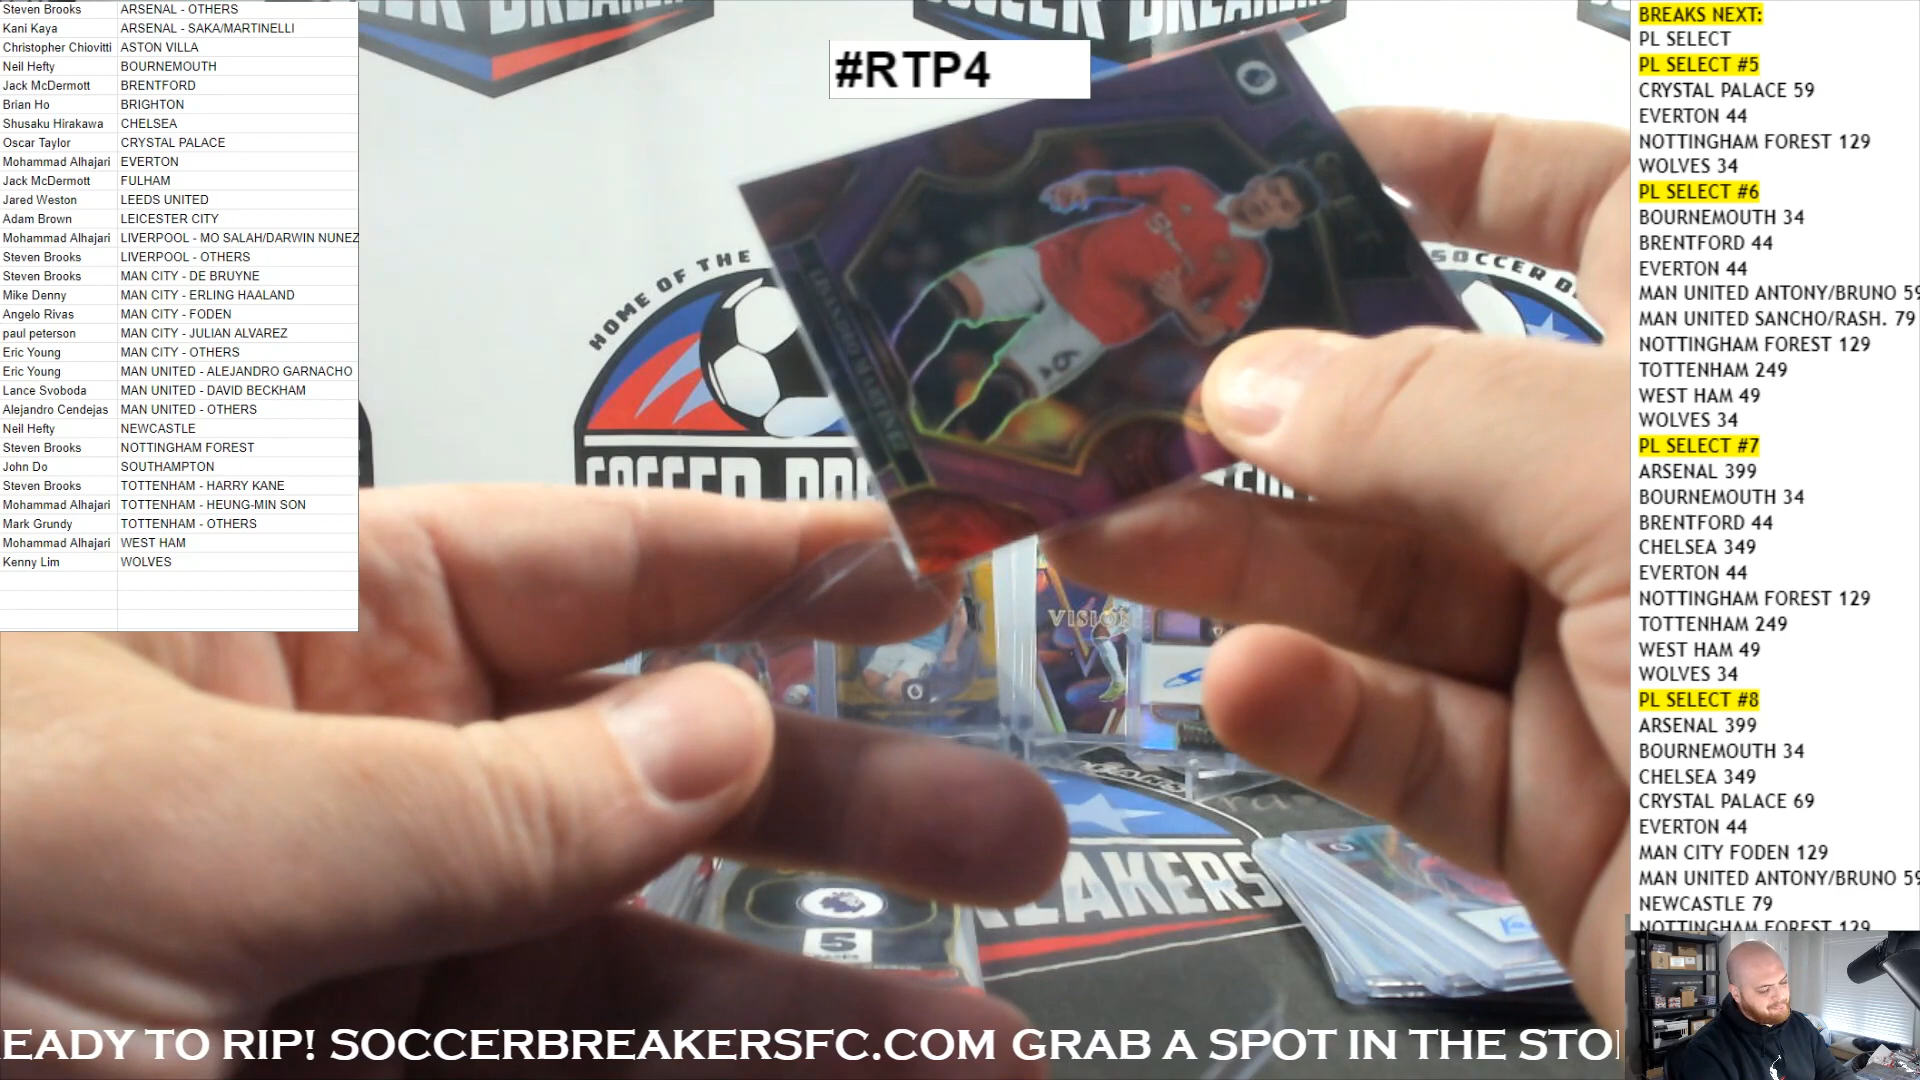 Steven Brooks ARSENAL - OTHERS
Kani Kaya ARSENAL - SAKA/MARTINELLI
Christopher Chiovitti ASTON VILLA
Neil Hefty BOURNEMOUTH
Jack McDermott BRENTFORD
Brian Ho BRIGHTON
Shusaku Hirakawa CHELSEA
Oscar Taylor CRYSTAL PALACE
Mohammad Alhajari EVERTON
Jack McDermott FULHAM
Jared Weston LEEDS UNITED
Adam Brown LEICESTER CITY
Mohammad Alhajari LIVERPOOL - MO SALAH/DARWIN NUNEZ
Steven Brooks LIVERPOOL - OTHERS
Steven Brooks MAN CITY - DE BRUYNE
Mike Denny MAN CITY - ERLING HAALAND
Angelo Rivas MAN CITY - FODEN
paul peterson MAN CITY - JULIAN ALVAREZ
Eric Young MAN CITY - OTHERS
Eric Young MAN UNITED - ALEJANDRO GARNACHO
Lance Svoboda MAN UNITED - DAVID BECKHAM
Alejandro Cendejas MAN UNITED - OTHERS
Neil Hefty NEWCASTLE
Steven Brooks NOTTINGHAM FOREST
John Do SOUTHAMPTON
Steven Brooks TOTTENHAM - HARRY KANE
Mohammad Alhajari TOTTENHAM - HEUNG-MIN SON
Mark Grundy TOTTENHAM - OTHERS
Mohammad Alhajari WEST HAM
Kenny Lim WOLVES
#RTP4
HOME OF THE
SOCCER B
VISION
5
EAKERS
BREAKS NEXT:
PL SELECT
PL SELECT #5
CRYSTAL PALACE 59
EVERTON 44
NOTTINGHAM FOREST 129
WOLVES 34
PL SELECT #6
BOURNEMOUTH 34
BRENTFORD 44
EVERTON 44
MAN UNITED ANTONY/BRUNO 59
MAN UNITED SANCHO/RASH. 79
NOTTINGHAM FOREST 129
TOTTENHAM 249
WEST HAM 49
WOLVES 34
PL SELECT #7
ARSENAL 399
BOURNEMOUTH 34
BRENTFORD 44
CHELSEA 349
EVERTON 44
NOTTINGHAM FOREST 129
TOTTENHAM 249
WEST HAM 49
WOLVES 34
PL SELECT #8
ARSENAL 399
BOURNEMOUTH 34
CHELSEA 349
CRYSTAL PALACE 69
EVERTON 44
MAN CITY FODEN 129
MAN UNITED ANTONY/BRUNO 59
NEWCASTLE 79
NOTTINGHAM FOREST 129
EADY TO RIP! SOCCERBREAKERSFC.COM GRAB A SPOT IN THE STO